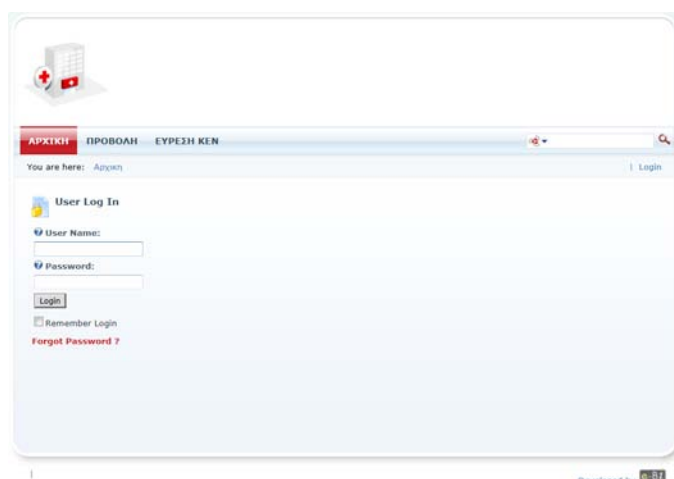 ΑΡΧΙΚΗ ΠΡΟΒΟΛΗ ΕΥΡΕΣΗ ΚΕΝ
You are here: Αρχικη | Login
User Log In
User Name:
Password:
Login
Remember Login
Forgot Password ?